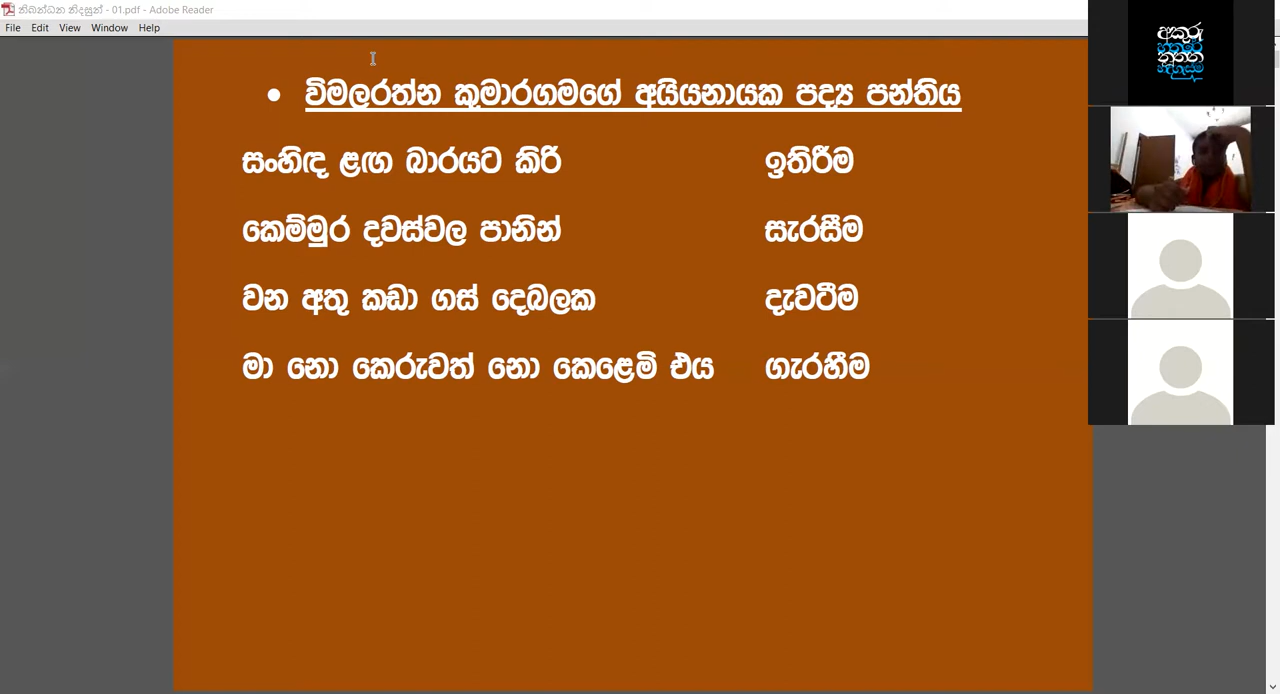 නිබන්ධන නිදසුන් - 01.pdf - Adobe Reader
File Edit View Window Help
• විමලරත්න කුමාරගමගේ අයියනායක පද්‍ය පන්තිය
සංහිඳ ළඟ බාරයට කිරි ඉතිරීම
කෙම්මුර දවස්වල පානින් සැරසීම
වන අතු කඩා ගස් දෙබලක දැවටීම
මා නො කෙරුවත් නො කෙළෙමි එය ගැරහීම
අකුරු